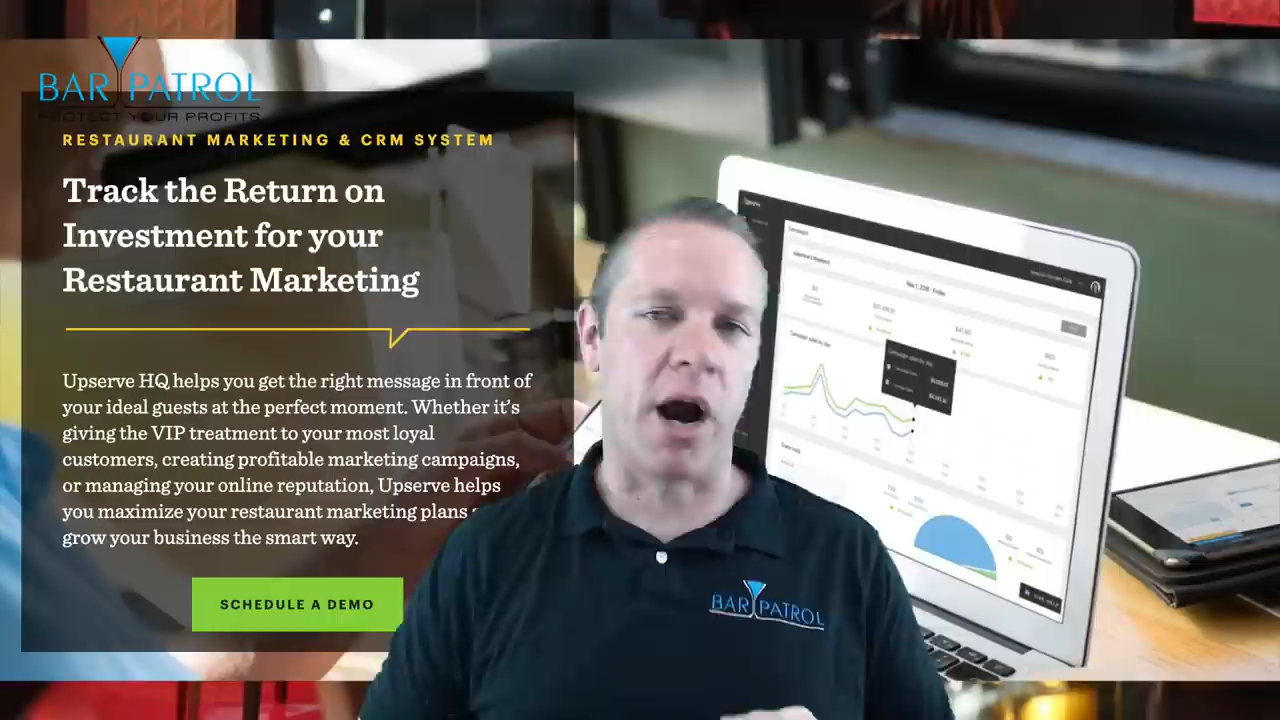 BAR PATROL
PROTECT YOUR PROFITS
RESTAURANT MARKETING & CRM SYSTEM
Track the Return on
Investment for your
Restaurant Marketing
Upserve HQ helps you get the right message in front of
your ideal guests at the perfect moment. Whether it's
giving the VIP treatment to your most loyal
customers, creating profitable marketing campaigns,
or managing your online reputation, Upserve helps
you maximize your restaurant marketing plans
grow your business the smart way.
SCHEDULE A DEMO
BAR PATROL